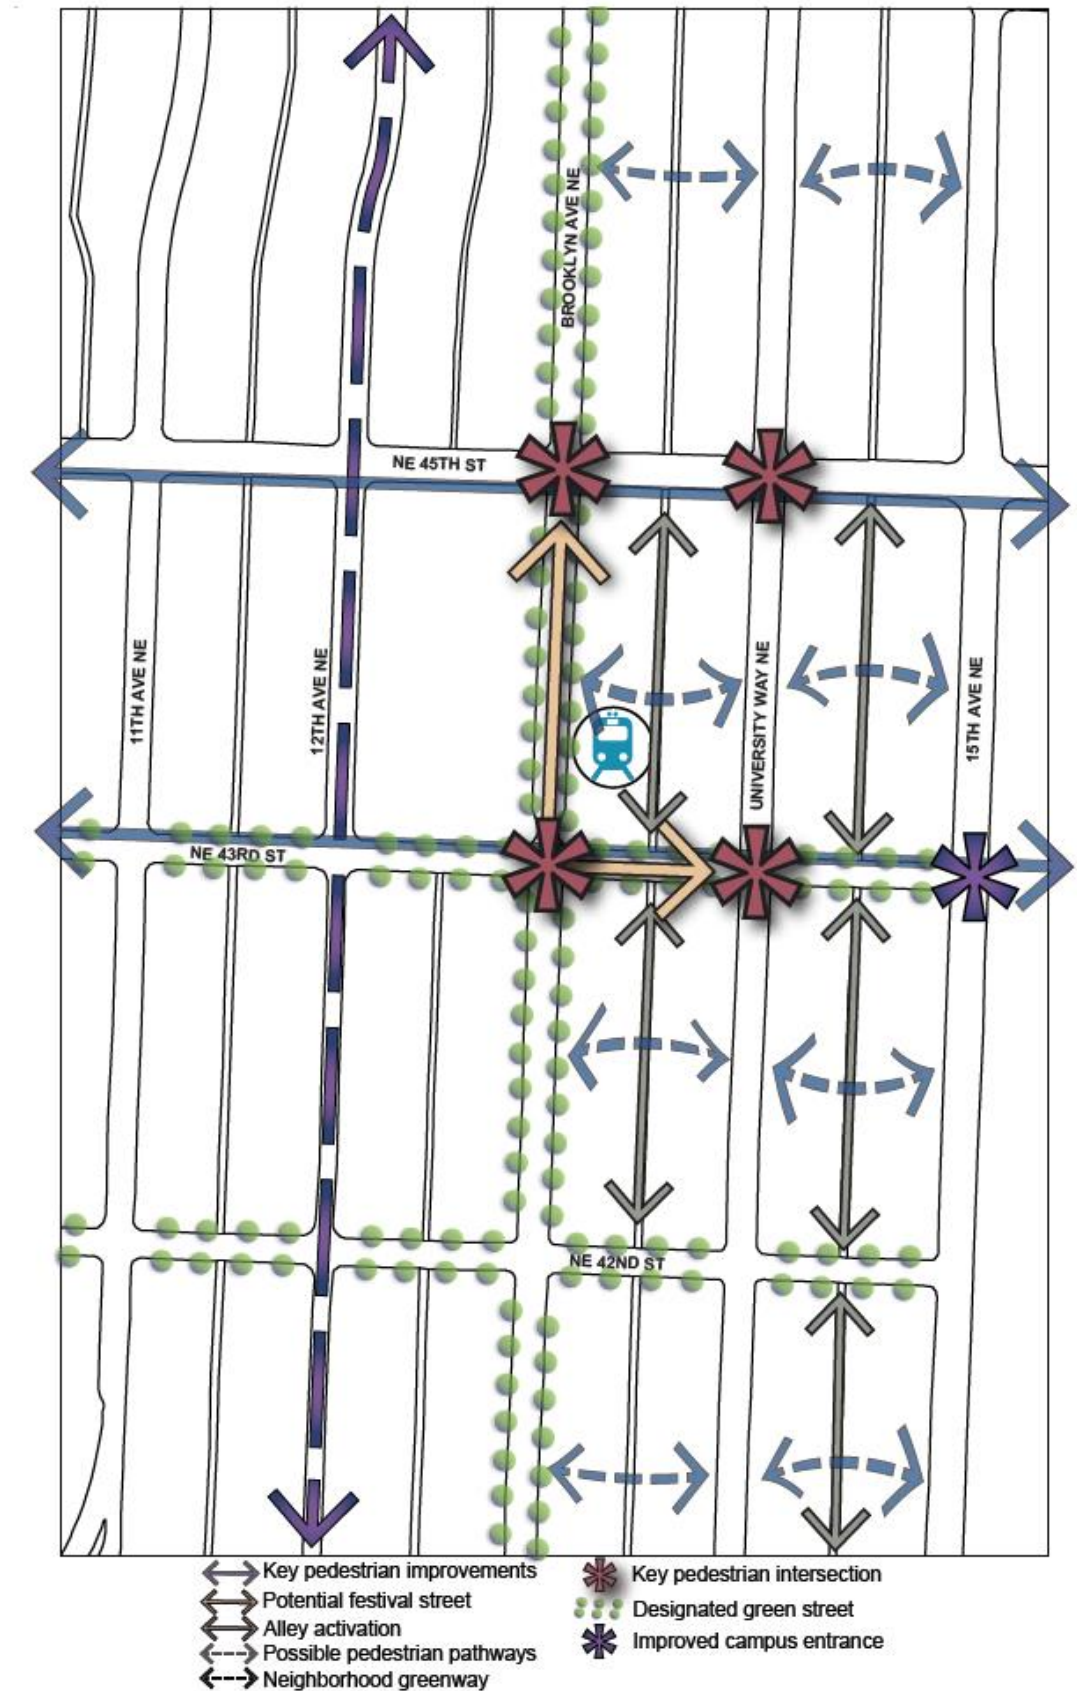 BROOKLYN AVE NE
NE 45TH ST
11TH AVE NE
12TH AVE NE
UNIVERSITY WAY NE
15TH AVE NE
NE 43RD ST
NE 42ND ST
Key pedestrian improvements
Potential festival street
Alley activation
Possible pedestrian pathways
Neighborhood greenway
Key pedestrian intersection
Designated green street
Improved campus entrance